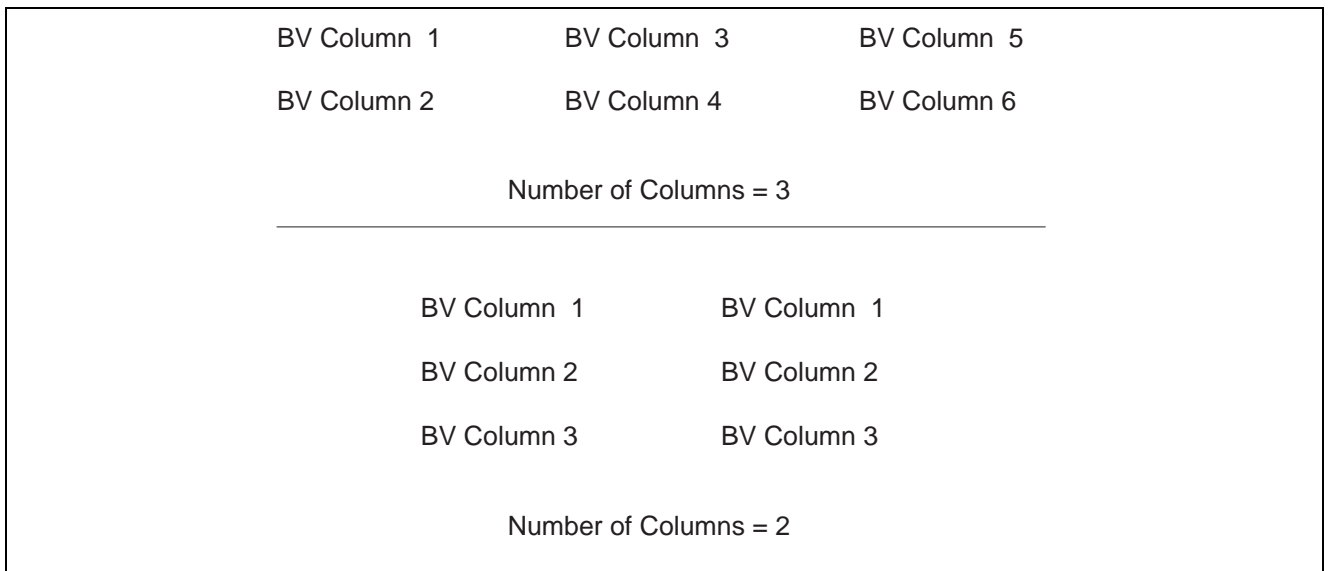 BV Column  1 BV Column  3 BV Column  5
BV Column 2 BV Column 4 BV Column 6
Number of Columns = 3
BV Column  1 BV Column  1
BV Column 2 BV Column 2
BV Column 3 BV Column 3
Number of Columns = 2